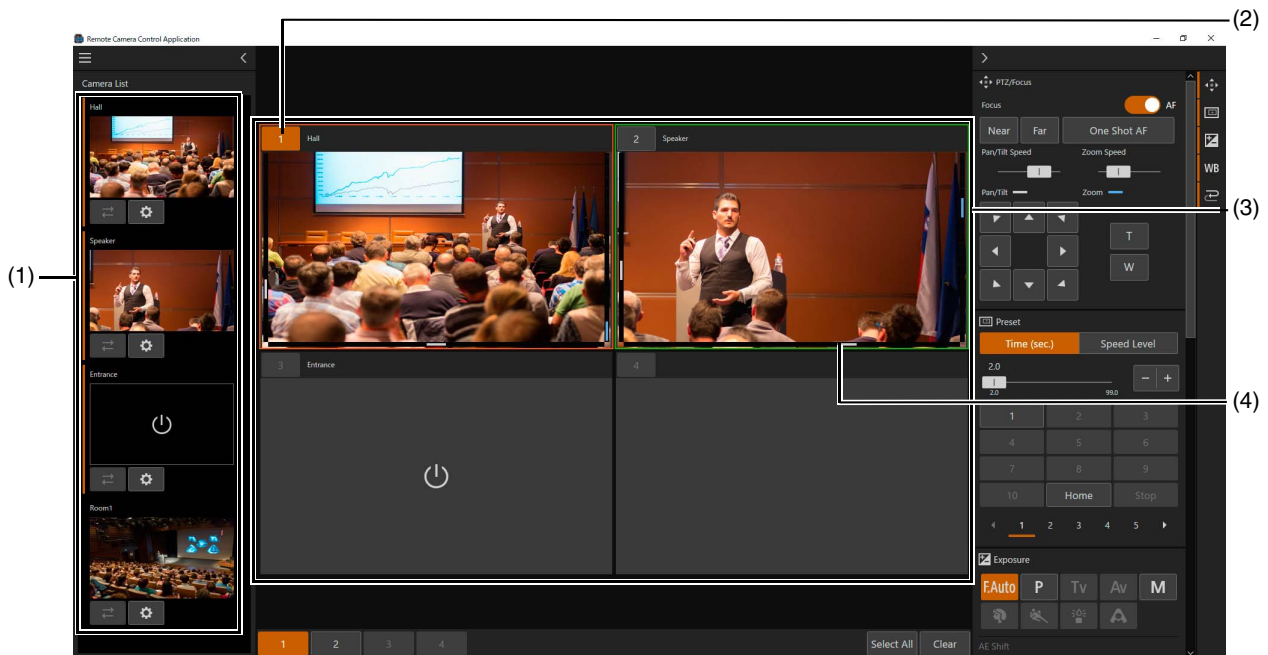 (2)
Remote Camera Control Application
Camera List
PTZ/Focus
Hall
Focus
AF
1
Hall
2
Speaker
Near
Far
One Shot AF
Pan/Tilt Speed
Zoom Speed
WB
Pan/Tilt
Zoom
(3)
T
Speaker
W
(1)
Preset
Time (sec.)
Speed Level
3
Entrance
4
2.0
Entrance
2.0
99.0
(4)
1
2
3
4
5
6
7
8
9
10
Home
Stop
Room1
1
2
3
4
5
Exposure
F.Auto
P
Tv
Av
M
1
2
3
4
Select All
Clear
AE Shift